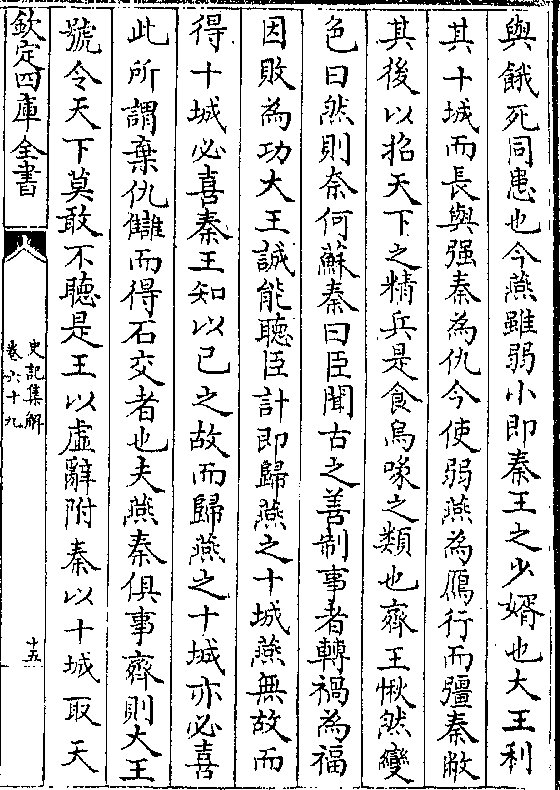 與餓死同患也今燕雖弱小即秦王之少婿也大王利
其十城而長與强秦為仇今使弱燕為鴈行而彊秦敝
其後以招天下之精兵是食烏喙之類也齊王愀然變
色曰然則奈何蘇秦曰臣聞古之善制事者轉禍為福
因敗為功大王誠能聽臣計即歸燕之十城燕無故而
得十城必喜秦王知以已之故而歸燕之十城亦必喜
此所謂棄仇讎而得石交者也夫燕秦俱事齊則大王
號令天下莫敢不聽是王以虚辭附秦以十城取天
欽定四庫全書
史記集解
卷六十九
十五